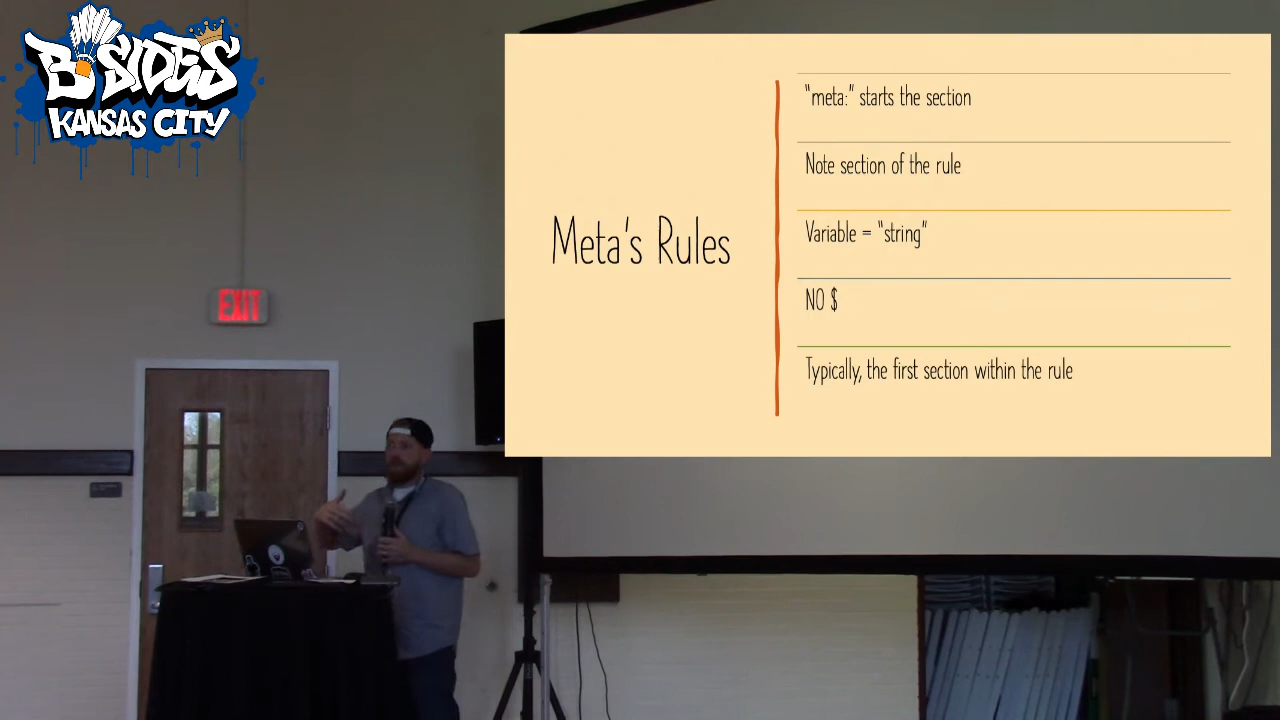 B-SIDES
KANSAS CITY
EXIT
Meta's Rules
"meta:" starts the section
Note section of the rule
Variable = "string"
NO $
Typically, the first section within the rule